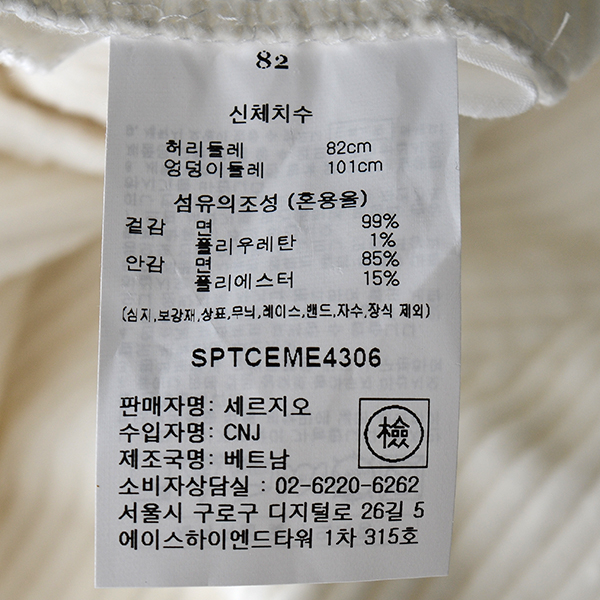 82
신체치수
허리둘레 82cm
엉덩이둘레 101cm
섬유의조성 (혼용율)
겉감 면 99%
폴리우레탄 1%
안감 면 85%
폴리에스터 15%
(심지,보강재,상표,무늬,레이스,밴드,자수,장식 제외)
SPTCEME4306
판매자명: 세르지오
수입자명: CNJ
제조국명: 베트남
檢
소비자상담실 : 02-6220-6262
서울시 구로구 디지털로 26길 5
에이스하이엔드타워 1차 315호